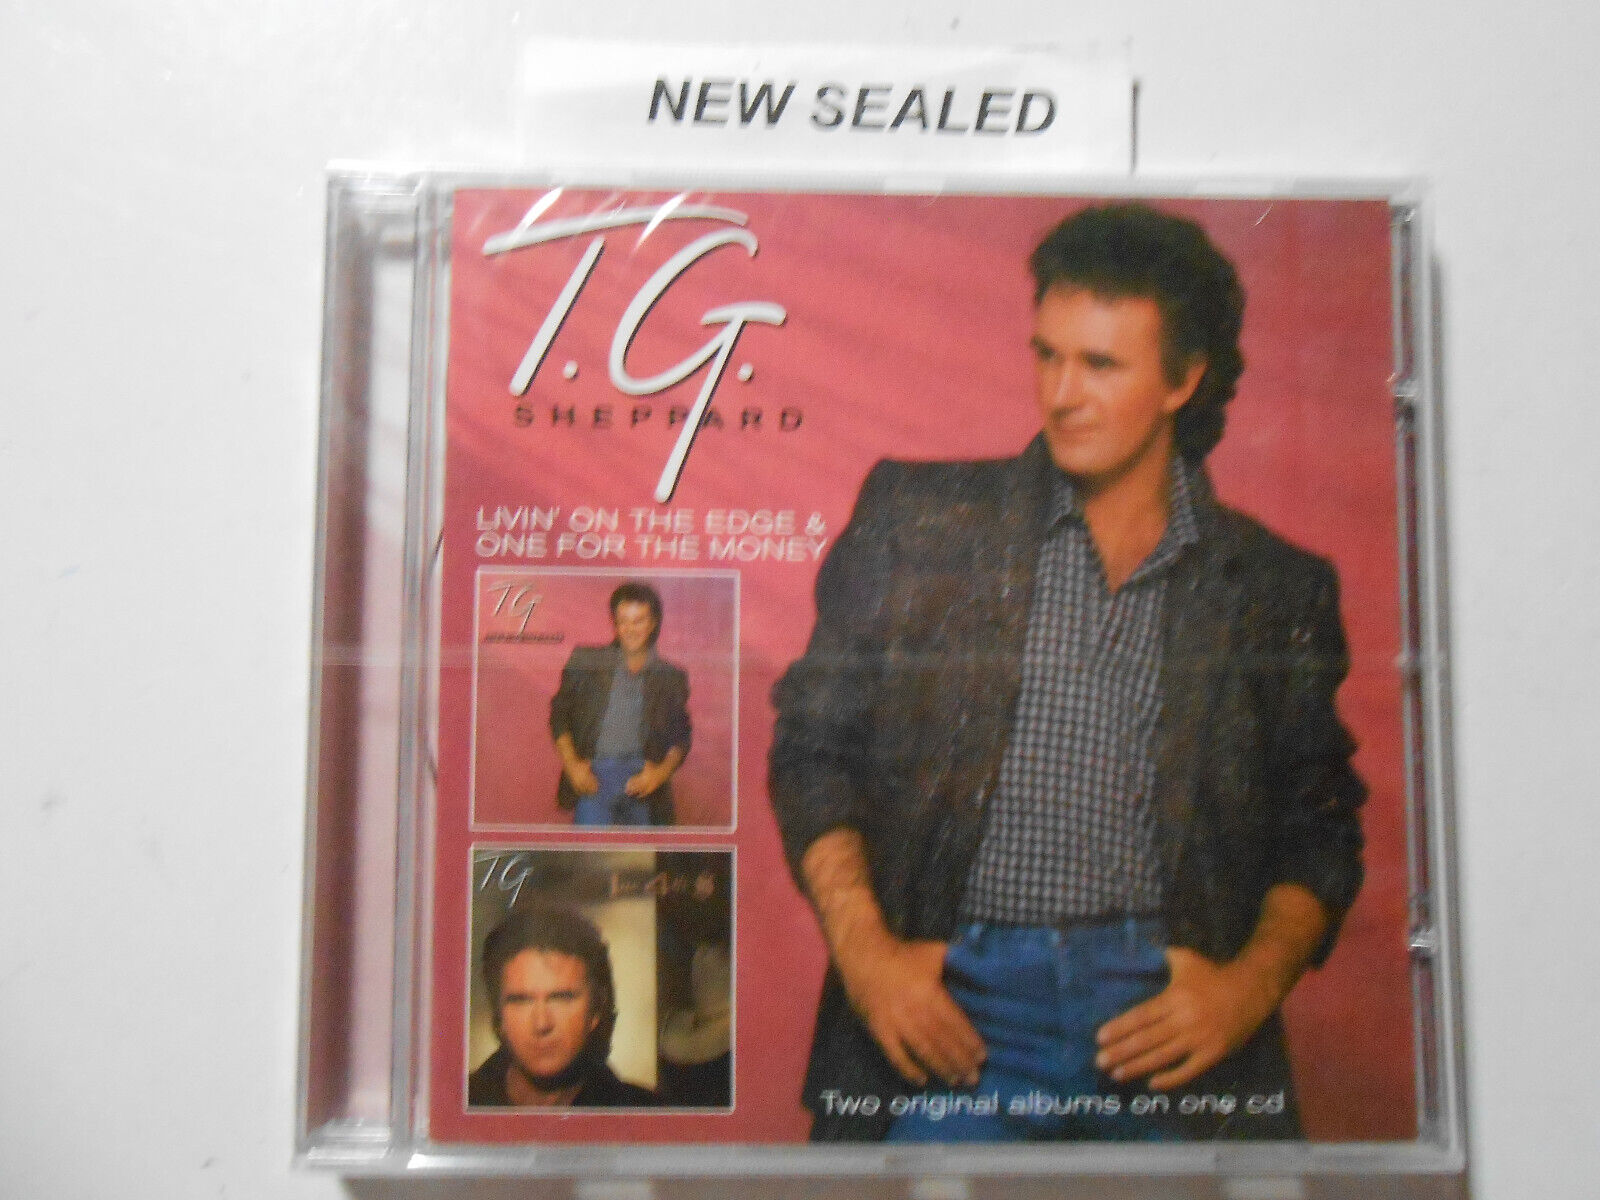 NEW SEALED
T.G.
SHEPPARD
LIVIN' ON THE EDGE &
ONE FOR THE MONEY
T.G.
T.G.
Two original albums on one cd